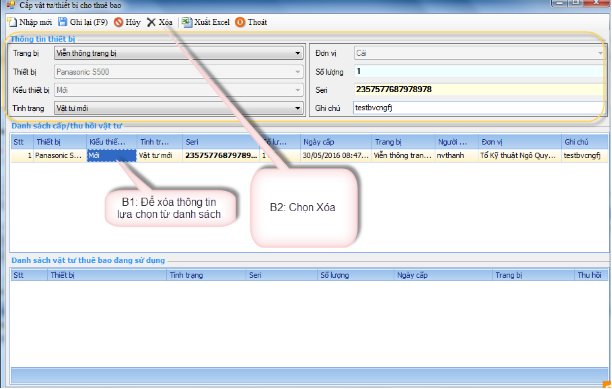 Cấp vật tư thiết bị cho thuê bao
Nhập mới Ghi lại (F9) Hủy Xóa Xuất Excel Thoát
Thông tin thiết bị
Trang bị Viễn thông trang bị Đơn vị Cái
Thiết bị Panasonic S500 Số lượng 1
Kiểu thiết bị Mới Seri 2357577687978978
Tình trạng Vật tư mới Ghi chú testbvcngfj
Danh sách cấp/thu hồi vật tư
Stt Thiết bị Kiểu thiế... Tình tr... Seri Ngày cấp Trang bị Người ... Đơn vị Ghi chú
1 Panasonic S... Mới Vật tư mới 23575776879789... 1 30/05/2016 08:47... Viễn thông tran... nvthanh Tổ Kỹ thuật Ngô Quy... testbvcngfj
B1: Để xóa thông tin
lựa chọn từ danh sách
B2: Chọn Xóa
Danh sách vật tư thuê bao đang sử dụng
Stt Thiết bị Tình trạng Seri Số lượng Ngày cấp Trang bị Thu hồi